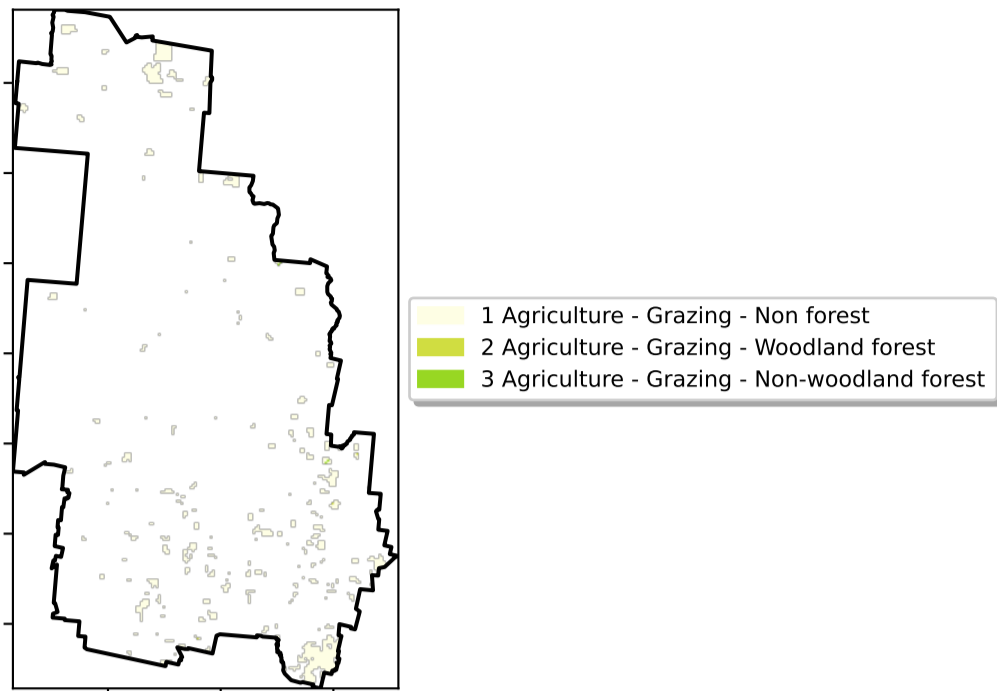 1 Agriculture - Grazing - Non forest
2 Agriculture - Grazing - Woodland forest
3 Agriculture - Grazing - Non-woodland forest